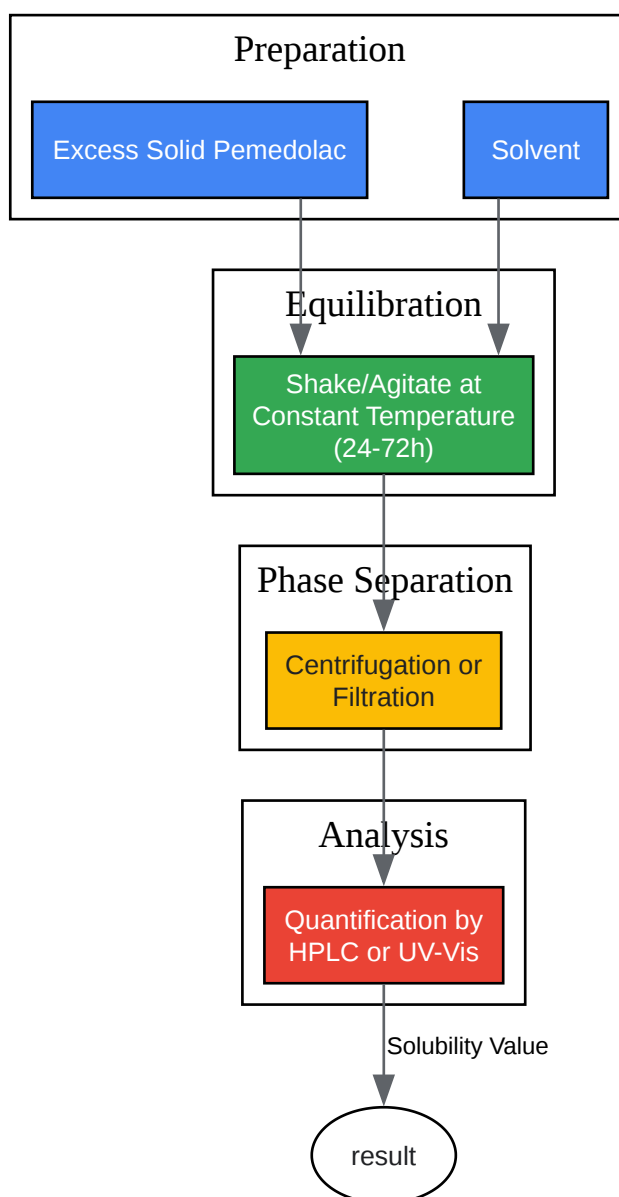 Preparation
Excess Solid Pemedolac
Solvent
Equilibration
Shake/Agitate at
Constant Temperature
(24-72h)
Phase Separation
Centrifugation or
Filtration
Analysis
Quantification by
HPLC or UV-Vis
Solubility Value
result